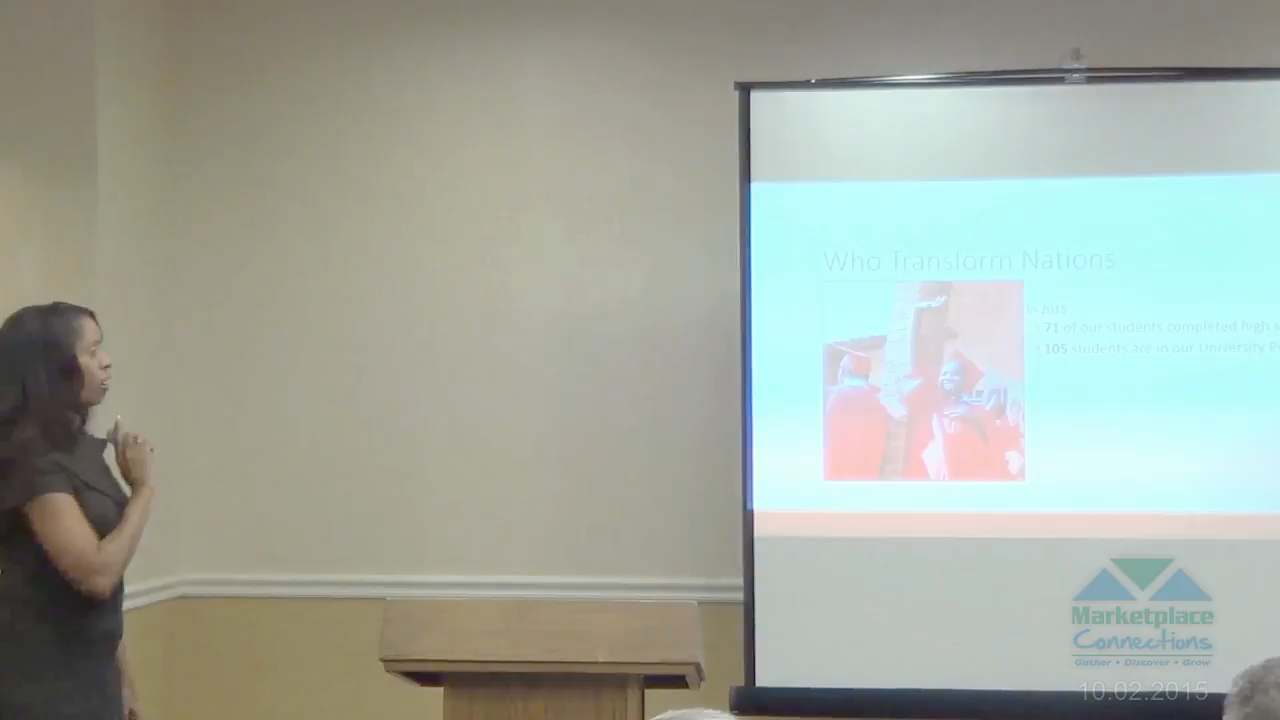 Who Transform Nations
In 2015
• 71 of our students completed high
• 105 students are in our University
Marketplace
Connections
Gather • Discover • Grow
10.02.2015